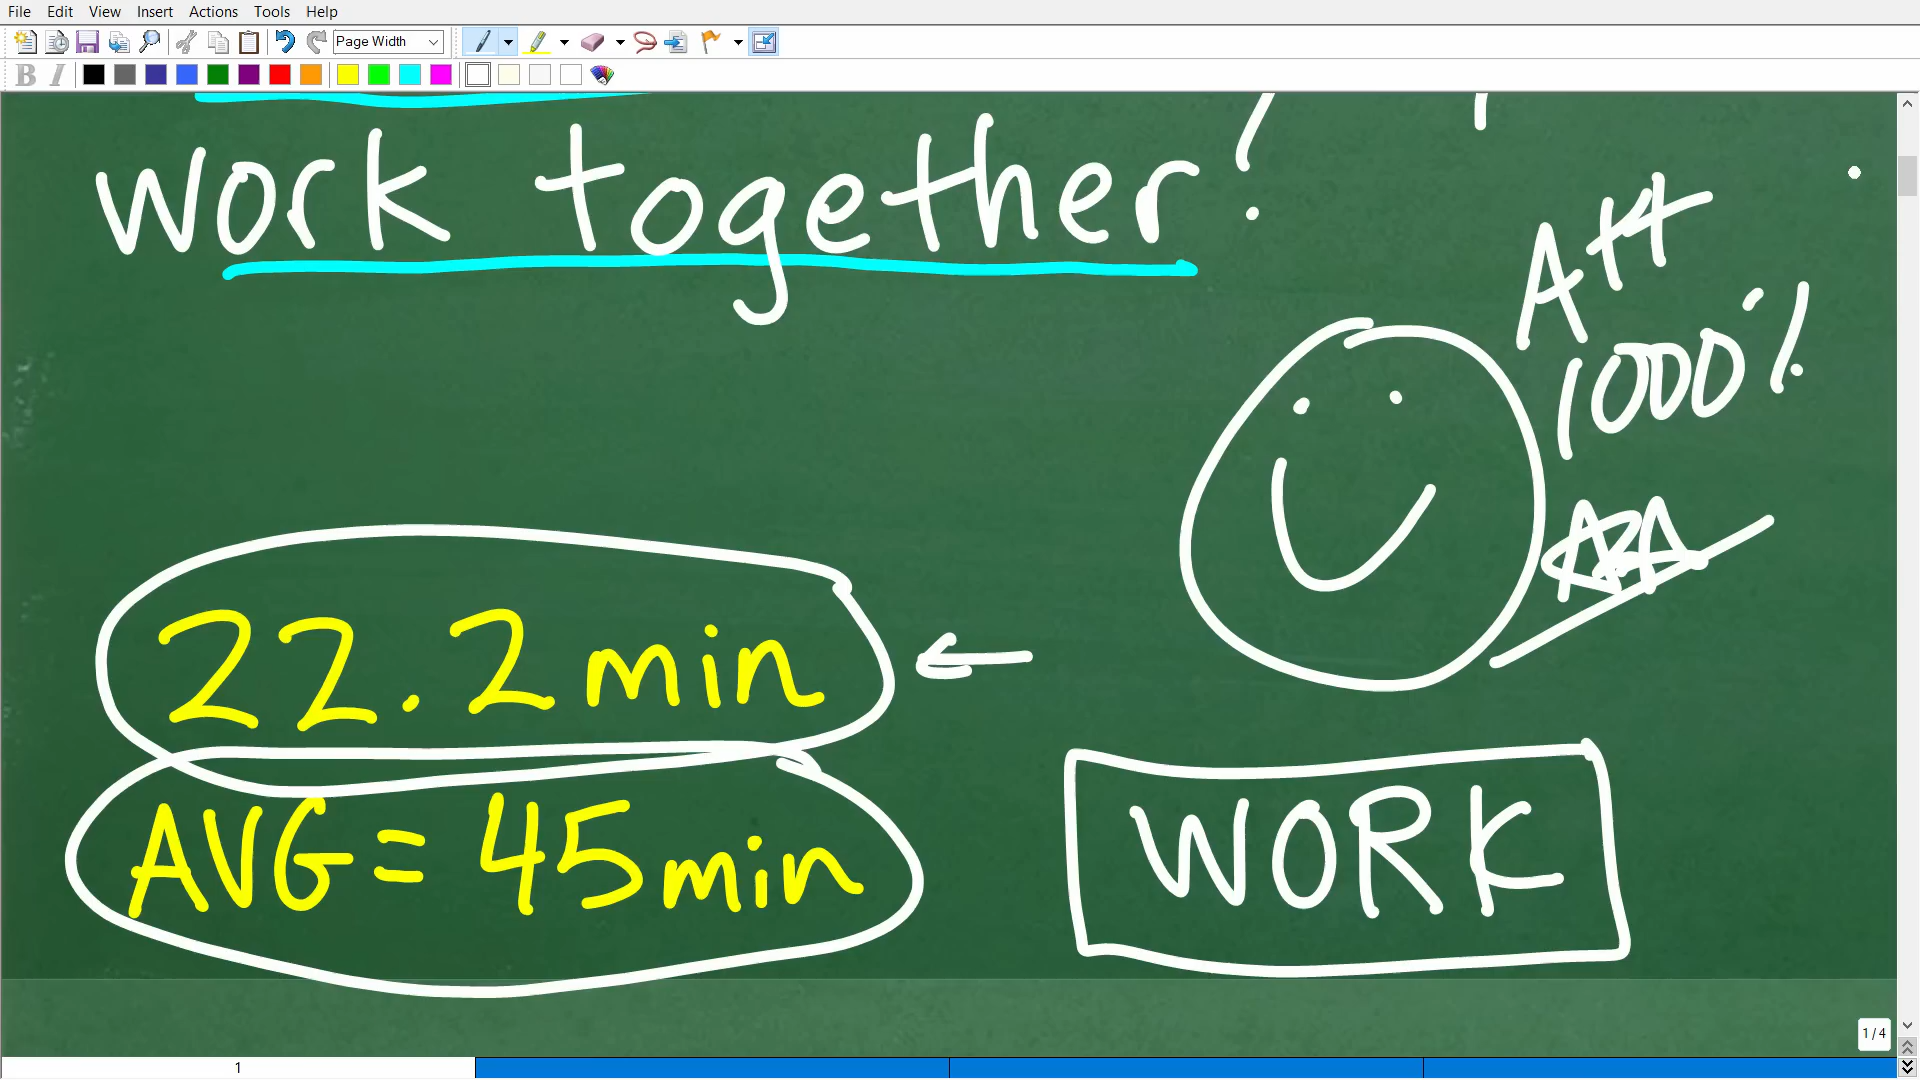 File Edit View Insert Actions Tools Help
Page Width
B I
work together?
A++
1000%
22.2 min
AVG = 45 min
WORK
1 / 4
1